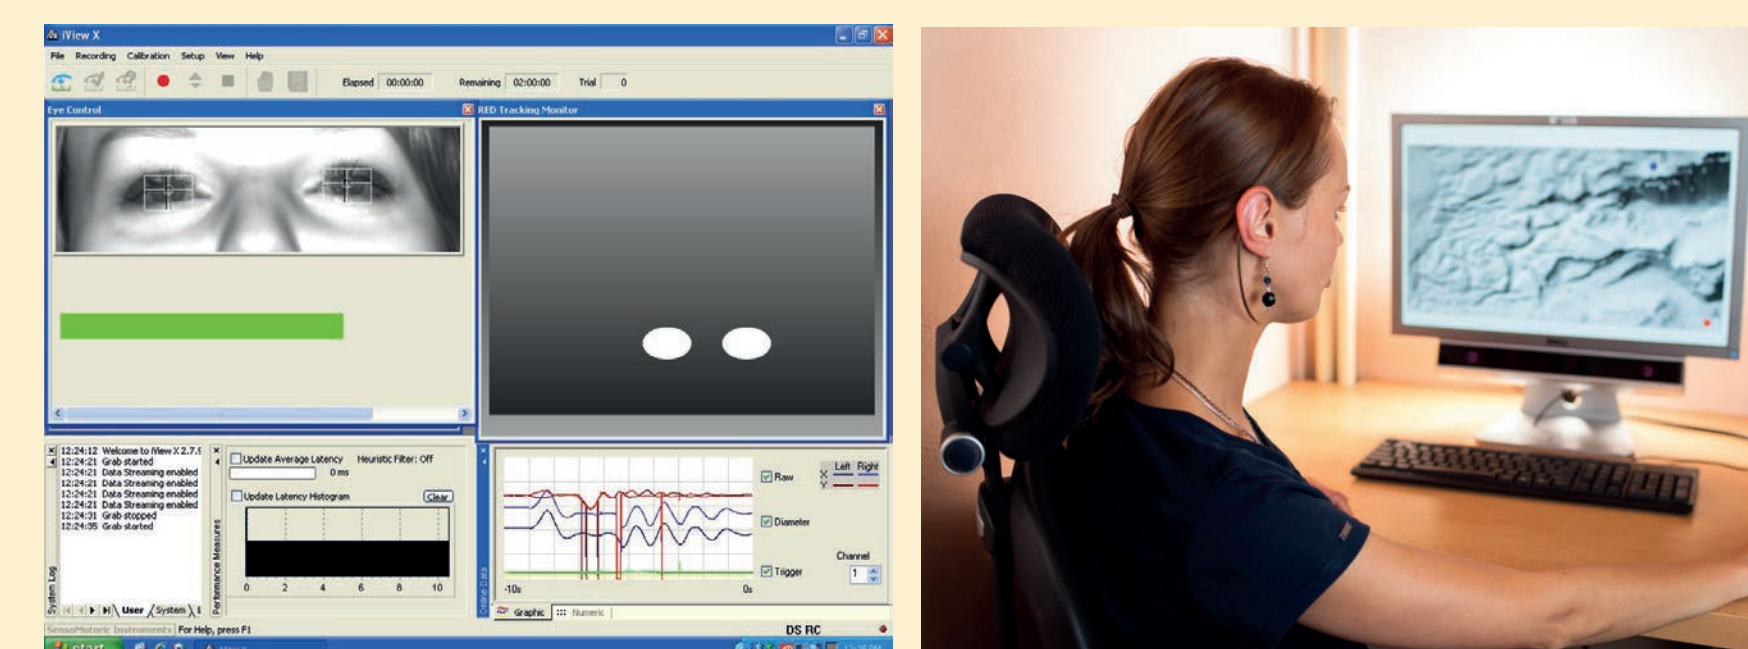 iView X
File Recording Calibration Setup View Help
Elapsed 00:00:00 Remaining 02:00:00 Trial 0
Eye Control
RED Tracking Monitor
12:24:12 Welcome to iView X 2.7.
12:24:21 Grab started
12:24:21 Data Streaming enabled
12:24:21 Data Streaming enabled
12:24:21 Data Streaming enabled
12:24:21 Data Streaming enabled
12:24:31 Grab stopped
12:24:35 Grab started
System Log
User System
Performance Measures
Update Average Latency Heuristic Filter: Off
0 ms
Update Latency Histogram Clear
0 2 4 6 8 10
Online Data
Left Right
X
Y
Raw
Diameter
Trigger
Channel
1
-10s 0s
Graphic Numeric
SensoMotoric Instruments For Help, press F1
DS RC
start